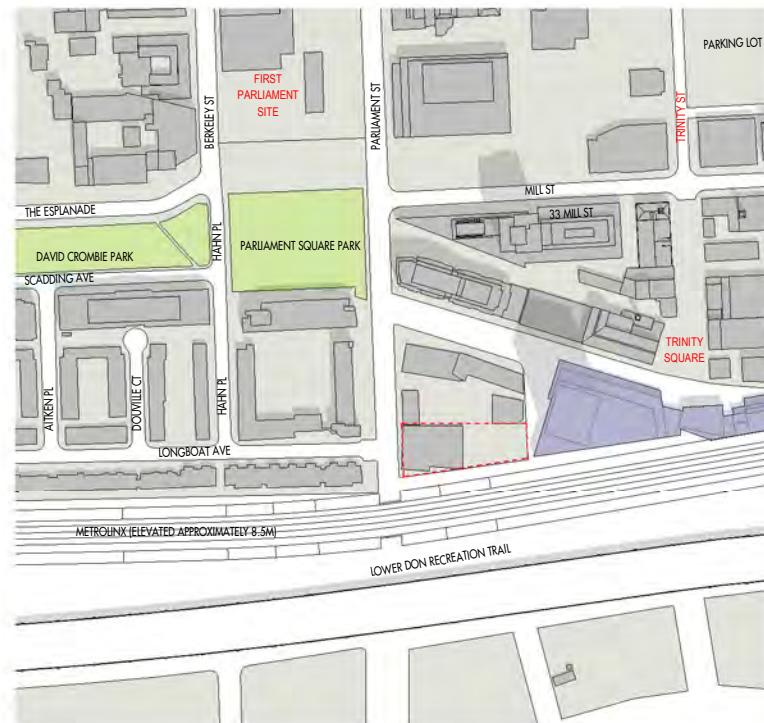 PARKING LOT
FIRST
PARLIAMENT
SITE
BERKELEY ST
PARLIAMENT ST
TRINITY ST
MILL ST
THE ESPLANADE
33 MILL ST
DAVID CROMBIE PARK
HAHN PL
PARLIAMENT SQUARE PARK
SCADDING AVE
TRINITY
SQUARE
AITKEN PL
DOUVILLE CT
HAHN PL
LONGBOAT AVE
METROLINX (ELEVATED APPROXIMATELY 8.5M)
LOWER DON RECREATION TRAIL